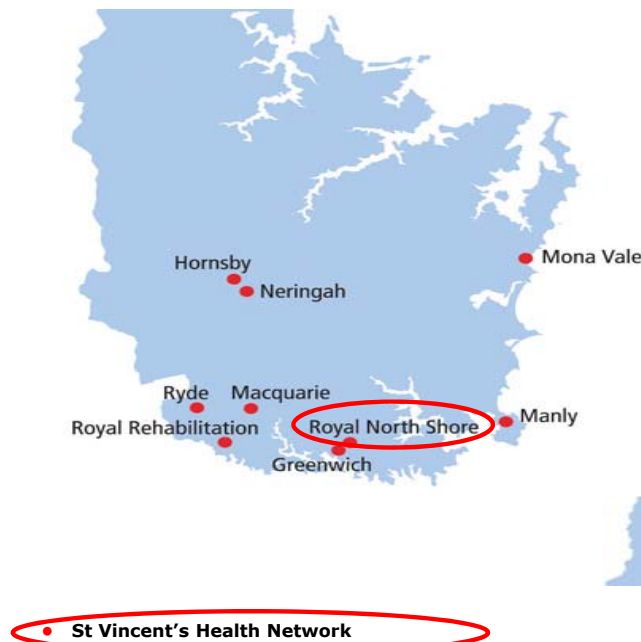 Hornsby
Mona Vale
Neringah
Ryde
Macquarie
Manly
Royal Rehabilitation
Royal North Shore
Greenwich
• St Vincent's Health Network